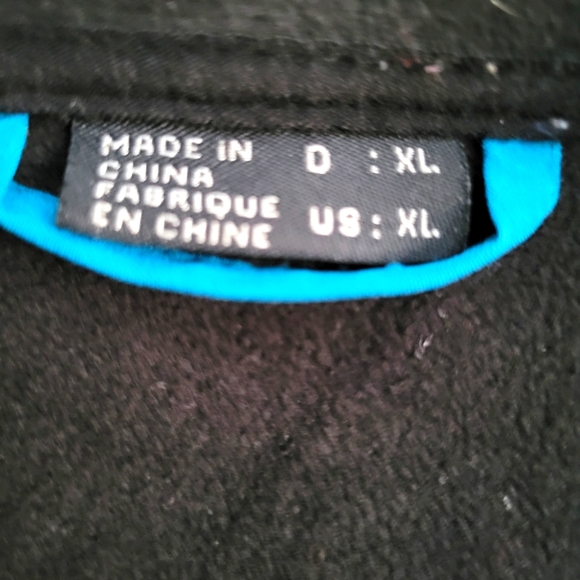 MADE IN
CHINA
FABRIQUE
EN CHINE
D : XL
US: XL